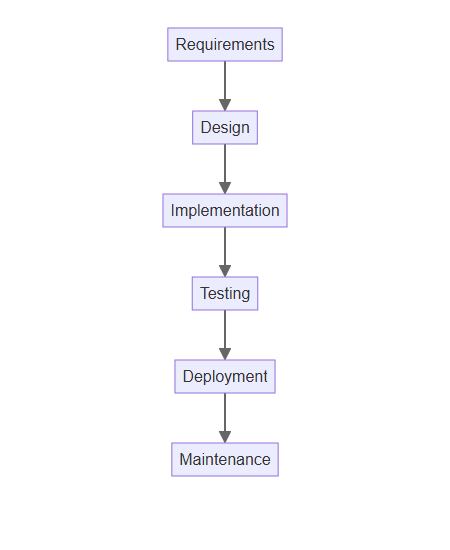 Requirements
Design
Implementation
Testing
Deployment
Maintenance